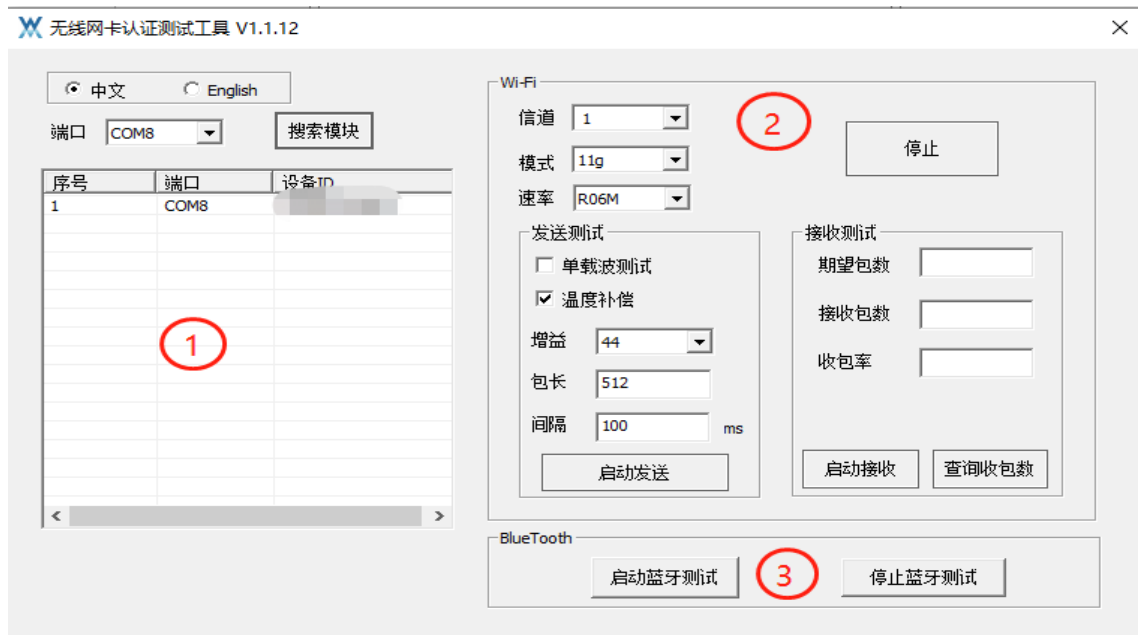 无线网卡认证测试工具 V1.1.12
中文 English
端口 COM8 搜索模块
序号 端口 设备ID
1 COM8
1
Wi-Fi
信道 1
2
停止
模式 11g
速率 R06M
发送测试
单载波测试
温度补偿
增益 44
包长 512
间隔 100 ms
启动发送
接收测试
期望包数
接收包数
收包率
启动接收 查询收包数
BlueTooth
启动蓝牙测试 3 停止蓝牙测试